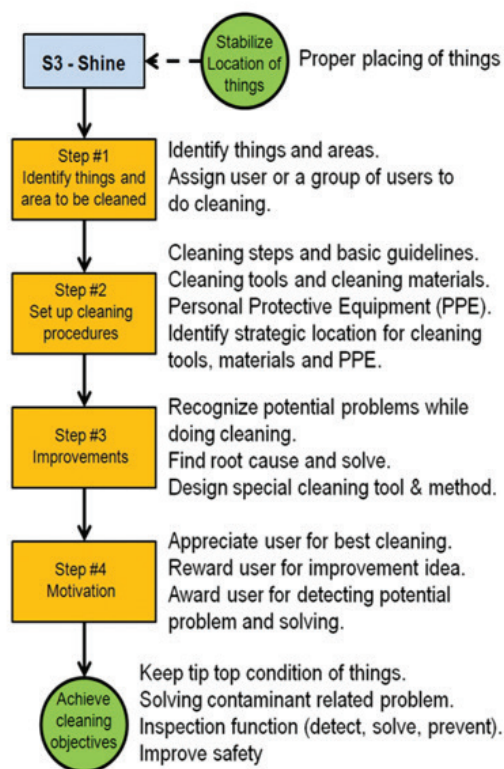 Stabilize
Location of
things
Proper placing of things
S3 - Shine
Step #1
Identify things and
area to be cleaned
Identify things and areas.
Assign user or a group of users to
do cleaning.
Step #2
Set up cleaning
procedures
Cleaning steps and basic guidelines.
Cleaning tools and cleaning materials.
Personal Protective Equipment (PPE).
Identify strategic location for cleaning
tools, materials and PPE.
Step #3
Improvements
Recognize potential problems while
doing cleaning.
Find root cause and solve.
Design special cleaning tool & method.
Step #4
Motivation
Appreciate user for best cleaning.
Reward user for improvement idea.
Award user for detecting potential
problem and solving.
Achieve
cleaning
objectives
Keep tip top condition of things.
Solving contaminant related problem.
Inspection function (detect, solve, prevent).
Improve safety